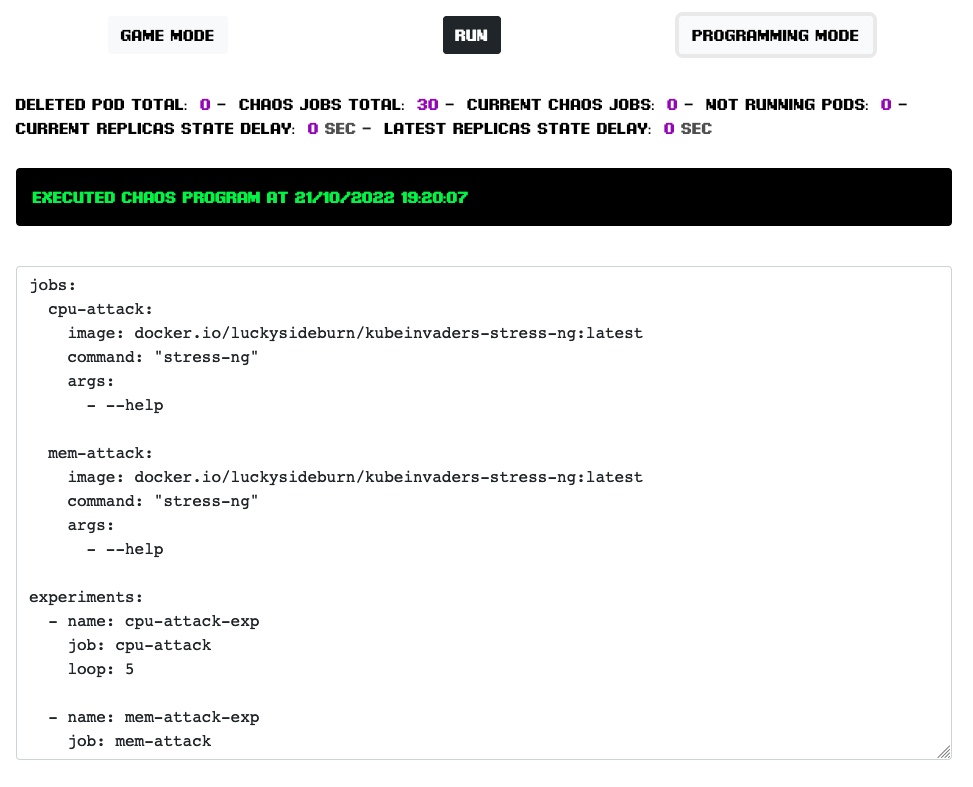 GAME MODE RUN PROGRAMMING MODE
DELETED POD TOTAL: 0 - CHAOS JOBS TOTAL: 30 - CURRENT CHAOS JOBS: 0 - NOT RUNNING PODS: 0 -
CURRENT REPLICAS STATE DELAY: 0 SEC - LATEST REPLICAS STATE DELAY: 0 SEC
EXECUTED CHAOS PROGRAM AT 21/10/2022 19:20:07
jobs:
  cpu-attack:
    image: docker.io/luckysideburn/kubeinvaders-stress-ng:latest
    command: "stress-ng"
    args:
      - --help
  mem-attack:
    image: docker.io/luckysideburn/kubeinvaders-stress-ng:latest
    command: "stress-ng"
    args:
      - --help
experiments:
  - name: cpu-attack-exp
    job: cpu-attack
    loop: 5
  - name: mem-attack-exp
    job: mem-attack